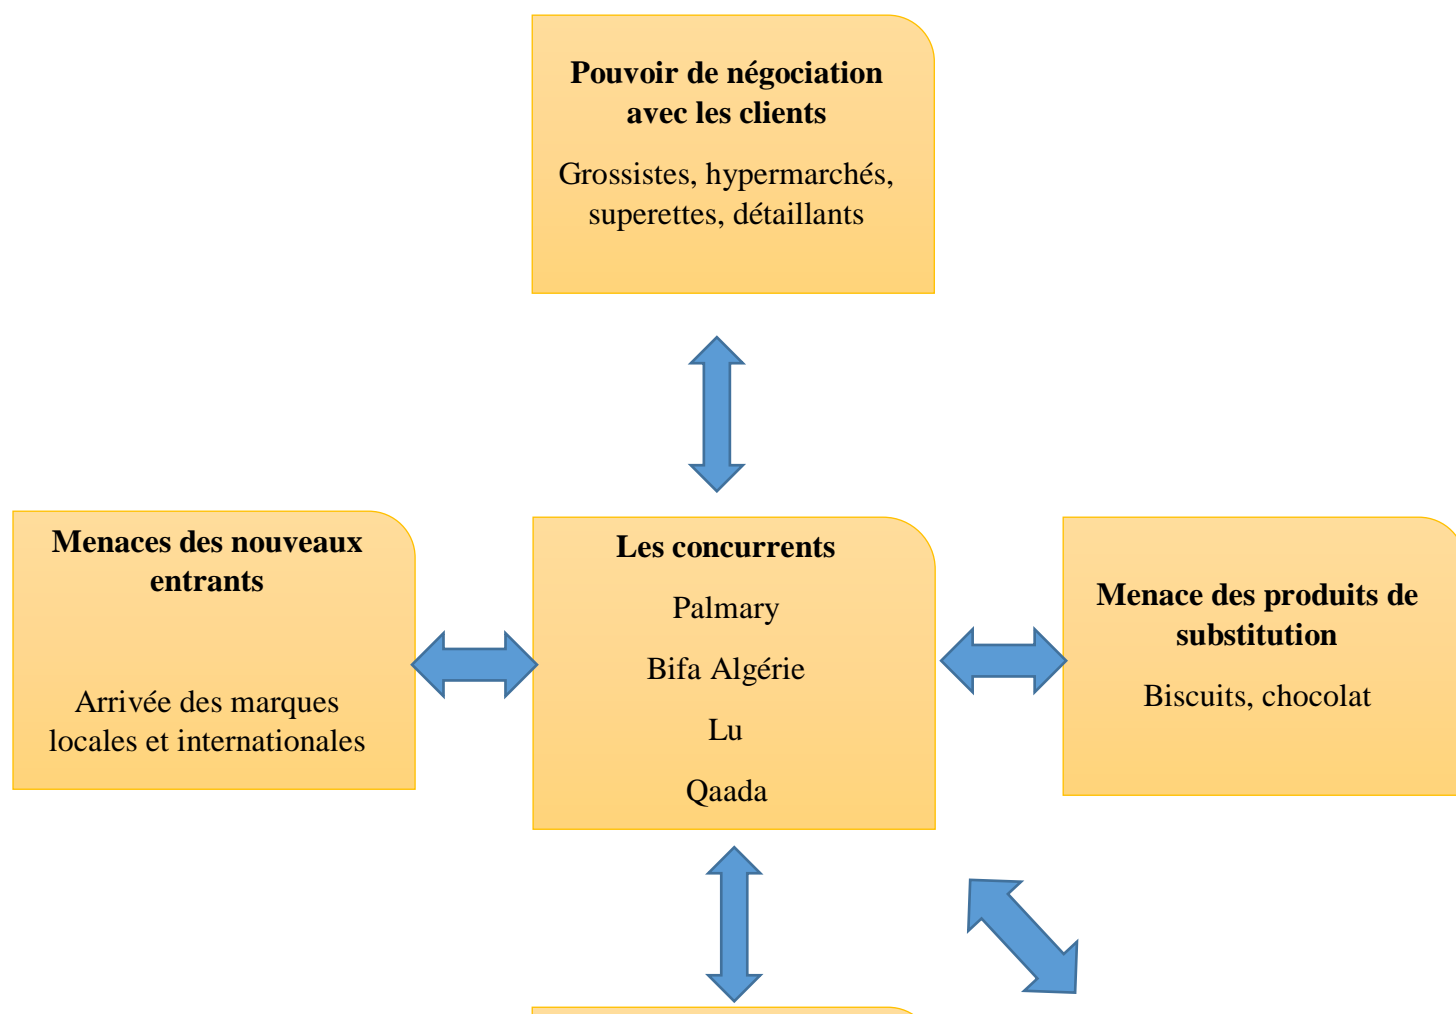 Pouvoir de négociation
avec les clients
Grossistes, hypermarchés,
superettes, détaillants
Menaces des nouveaux
entrants
Arrivée des marques
locales et internationales
Les concurrents
Palmary
Bifa Algérie
Lu
Qaada
Menace des produits de
substitution
Biscuits, chocolat